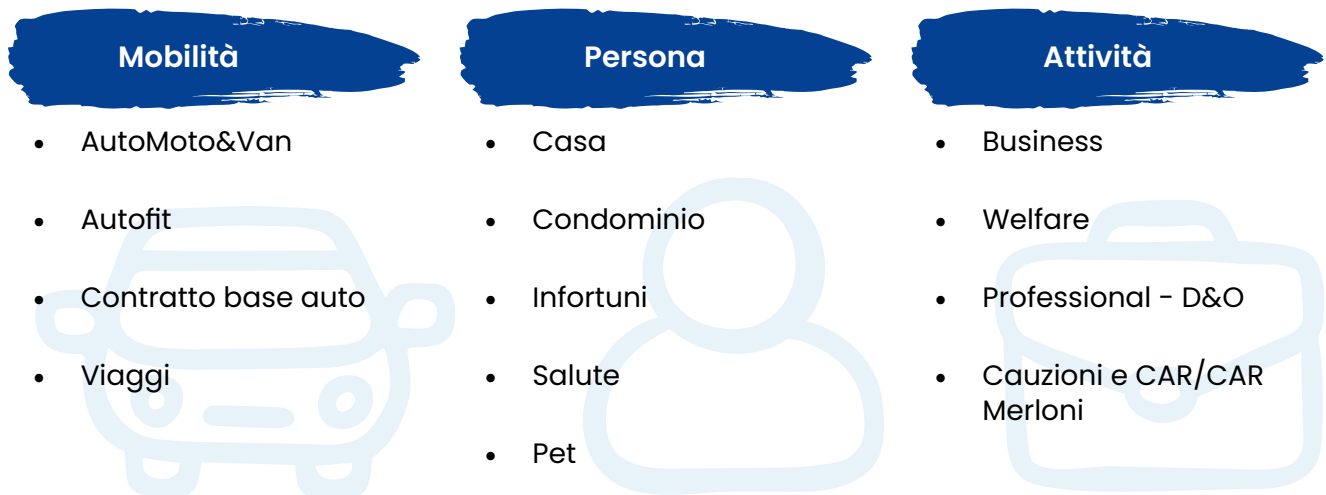 Mobilità
• AutoMoto&Van
• Autofit
• Contratto base auto
• Viaggi
Persona
• Casa
• Condominio
• Infortuni
• Salute
• Pet
Attività
• Business
• Welfare
• Professional - D&O
• Cauzioni e CAR/CAR
Merloni